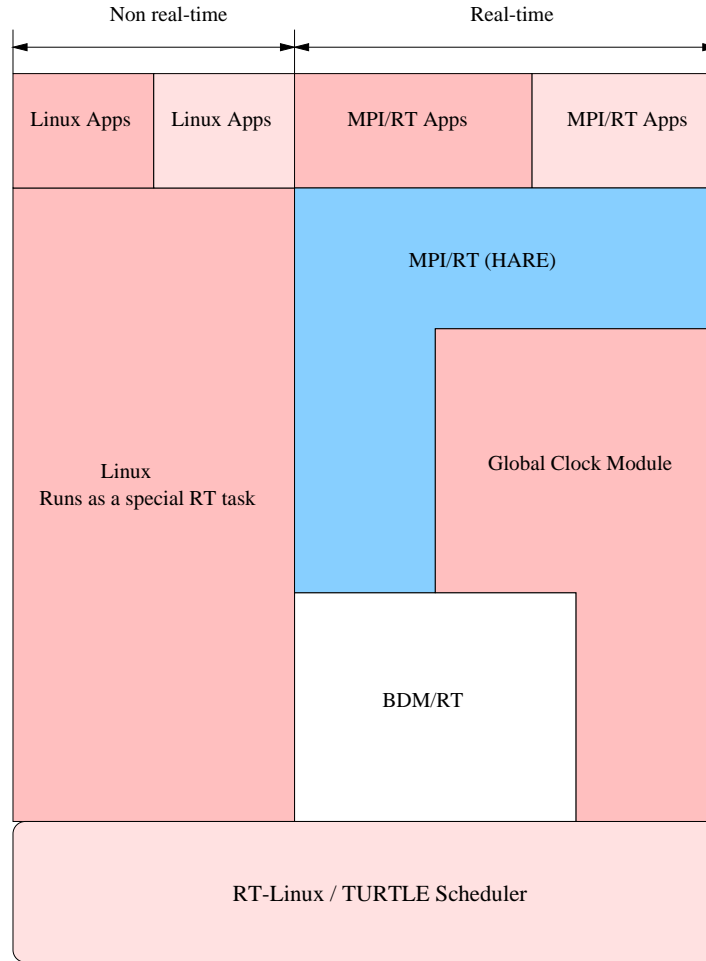 Non real-time
Real-time
Linux Apps
Linux Apps
MPI/RT Apps
MPI/RT Apps
MPI/RT (HARE)
Global Clock Module
Linux
Runs as a special RT task
BDM/RT
RT-Linux / TURTLE Scheduler